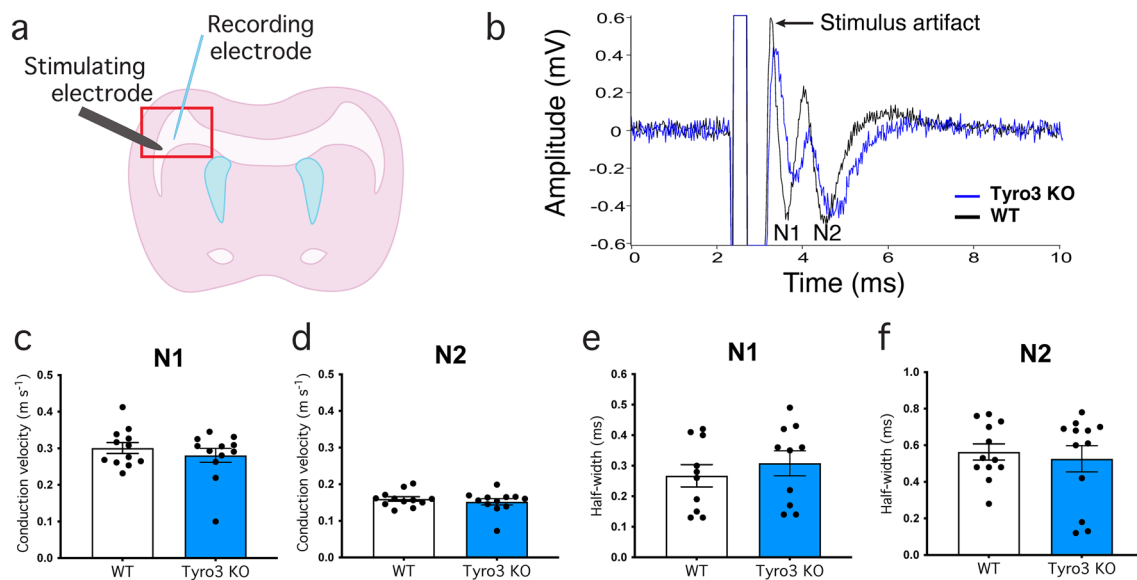 a
Recording
electrode
Stimulating
electrode
b
Amplitude (mV)
0.6
0.2
0
-0.2
-0.4
-0.6
0
2
4
6
8
10
Time (ms)
Stimulus artifact
N1
N2
Tyro3 KO
WT
c
N1
Conduction velocity (m s⁻¹)
0.5
0.4
0.3
0.2
0.1
0.0
WT
Tyro3 KO
d
N2
Conduction velocity (m s⁻¹)
0.5
0.4
0.3
0.2
0.1
0.0
WT
Tyro3 KO
e
N1
Half-width (ms)
0.6
0.5
0.4
0.3
0.2
0.1
0.0
WT
Tyro3 KO
f
N2
Half-width (ms)
1.0
0.8
0.6
0.4
0.2
0.0
WT
Tyro3 KO